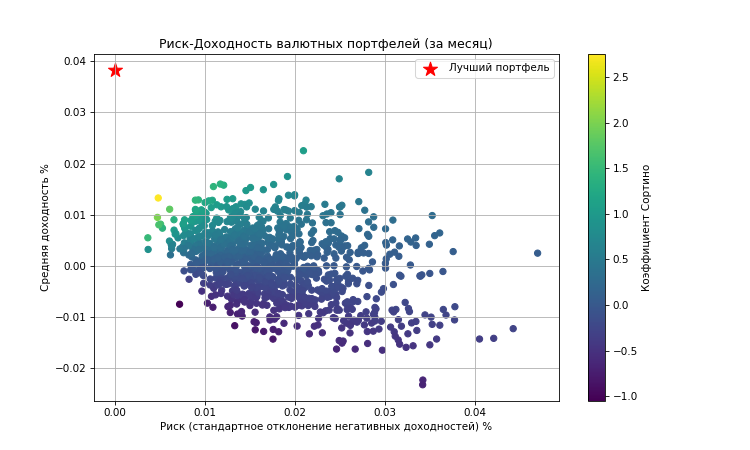 Риск-Доходность валютных портфелей (за месяц)
Лучший портфель
0.04
0.03
0.02
0.01
0.00
−0.01
−0.02
Средняя доходность %
0.00 0.01 0.02 0.03 0.04
Риск (стандартное отклонение негативных доходностей) %
2.5
2.0
1.5
1.0
0.5
0.0
−0.5
−1.0
Коэффициент Сортино